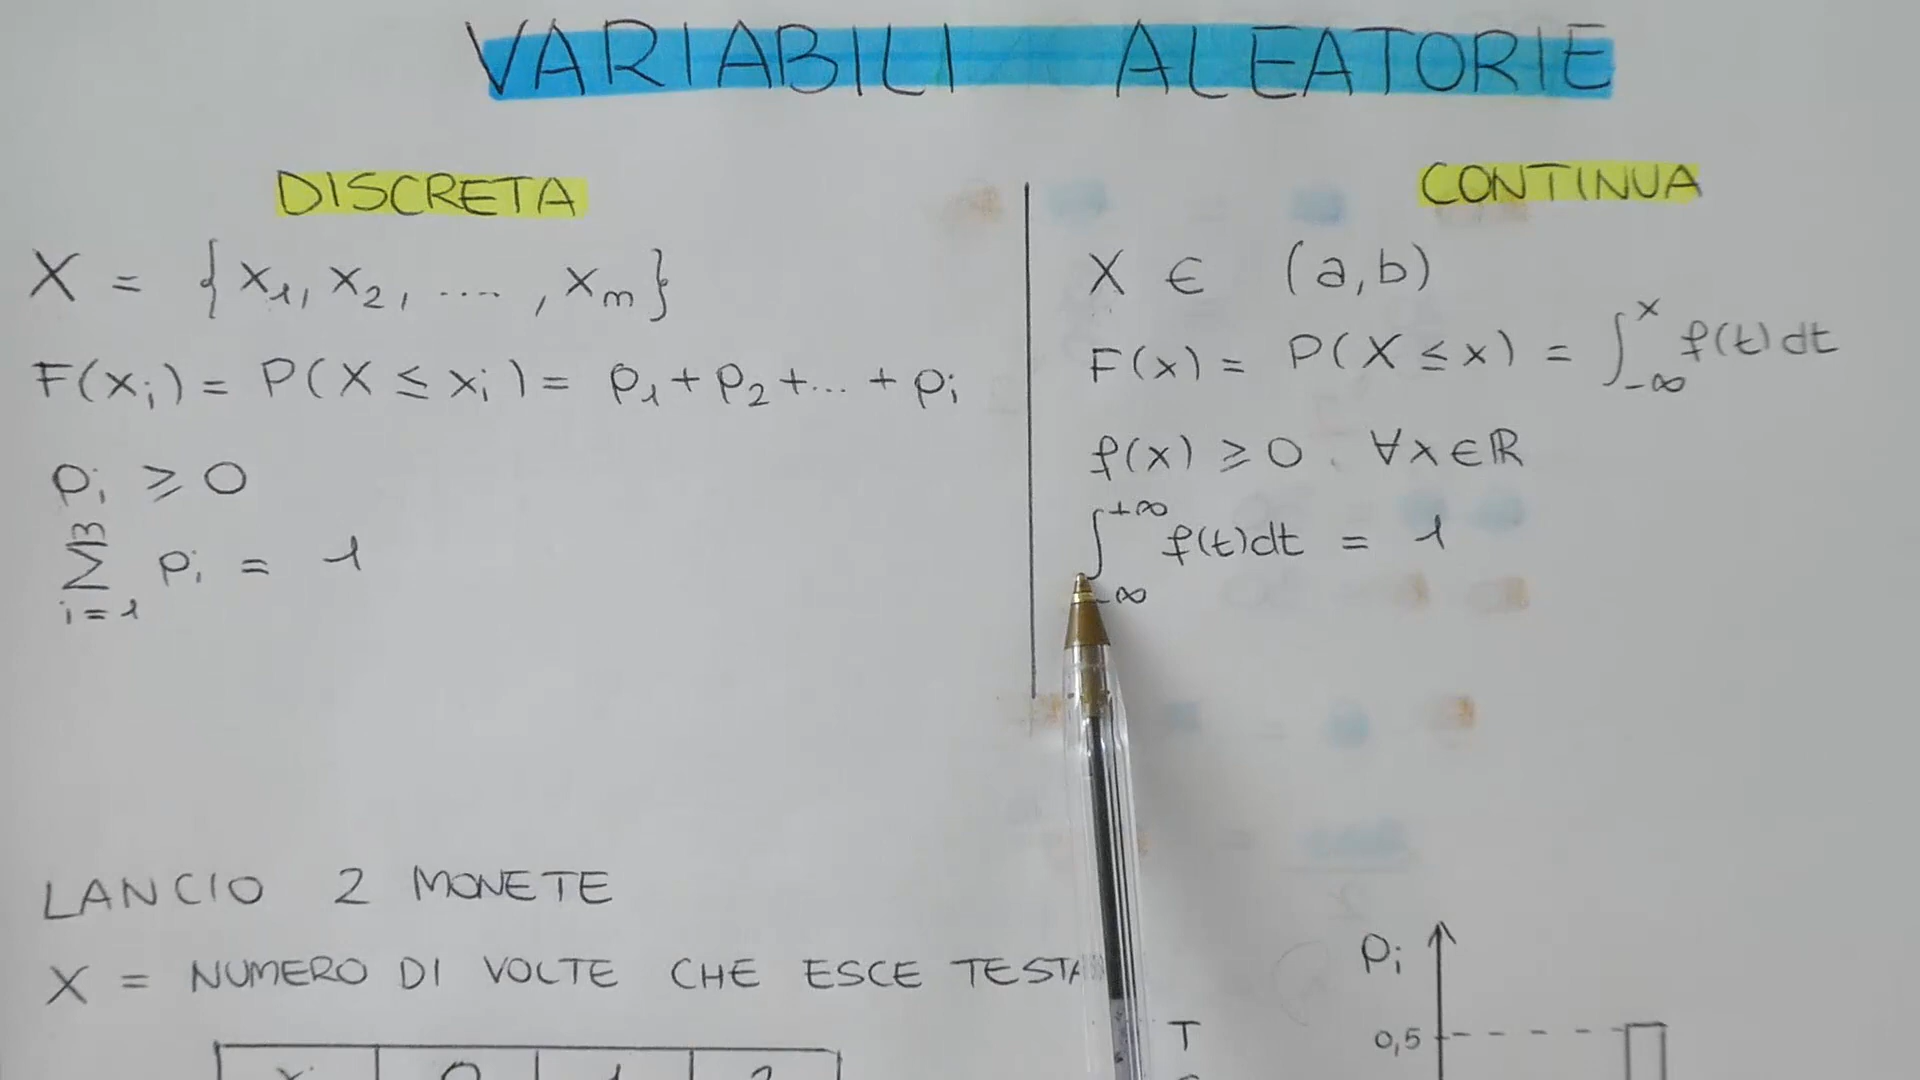 VARIABILI ALEATORIE
DISCRETA
X = {x1, x2, ...., xm}
F(xi) = P(X ≤ xi) = p1 + p2 + ... + pi
pi ≥ 0
m
∑ pi = 1
i=1
CONTINUA
X ∈ (a,b)
F(x) = P(X ≤ x) = ∫_{-∞}^{x} f(t)dt
f(x) ≥ 0 ∀x∈ℝ
∫_{-∞}^{+∞} f(t)dt = 1
LANCIO 2 MONETE
X = NUMERO DI VOLTE CHE ESCE TESTA
T
pi
0,5